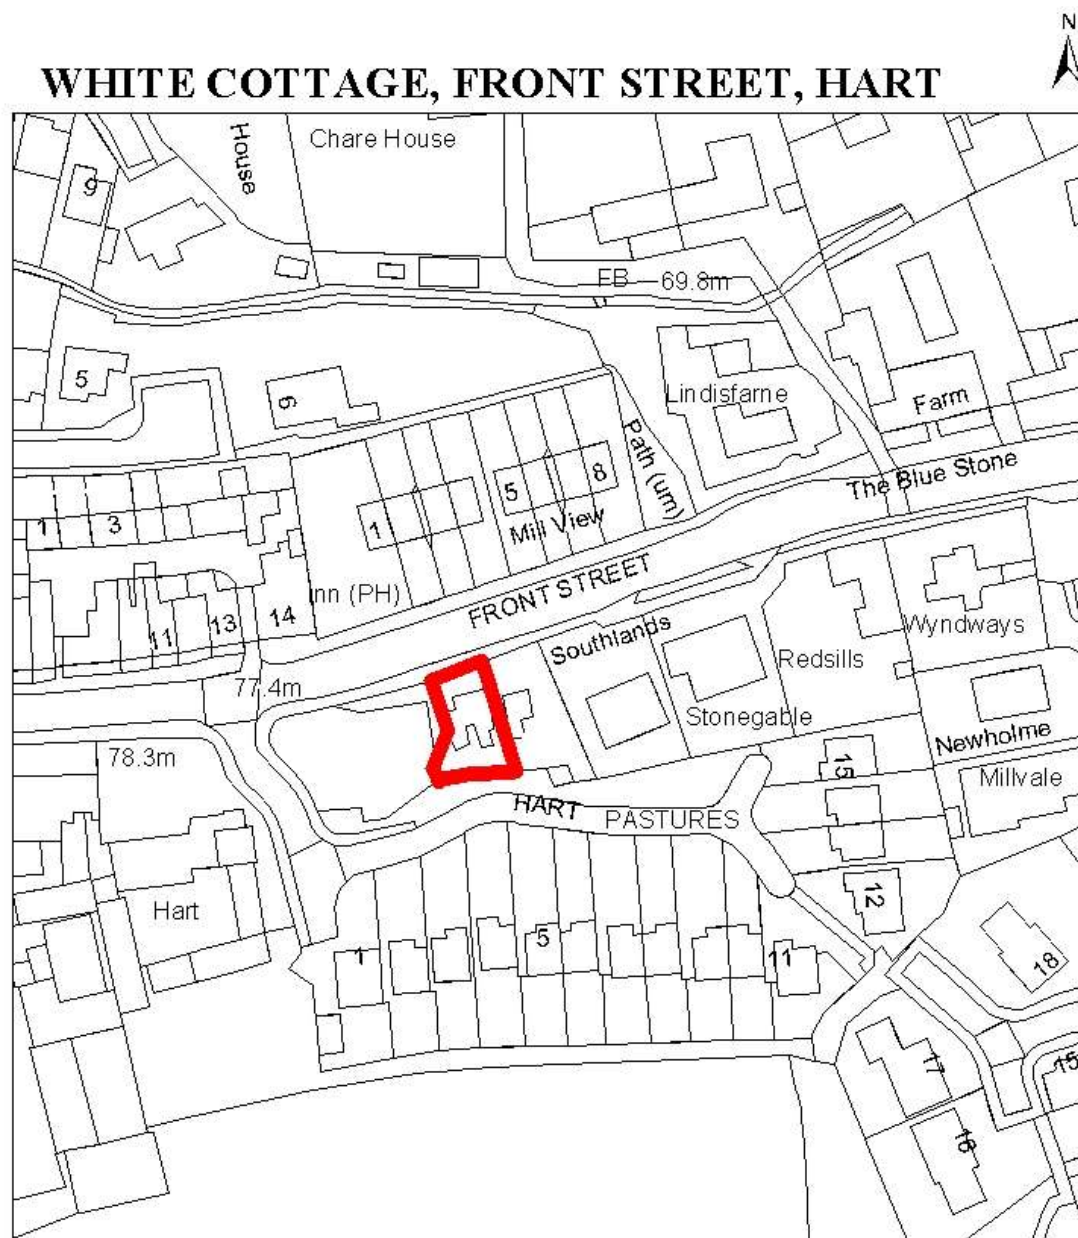 N
WHITE COTTAGE, FRONT STREET, HART
House
Chare House
9
FB
69.8m
5
6
Lindisfarne
Farm
Path (um)
The Blue Stone
1
3
1
5
8
Mill View
Inn (PH)
FRONT STREET
11
13
14
Southlands
Wyndways
Redsills
77.4m
Stonegable
78.3m
Newholme
15
Millvale
HART
PASTURES
12
Hart
1
5
11
18
17
15
16